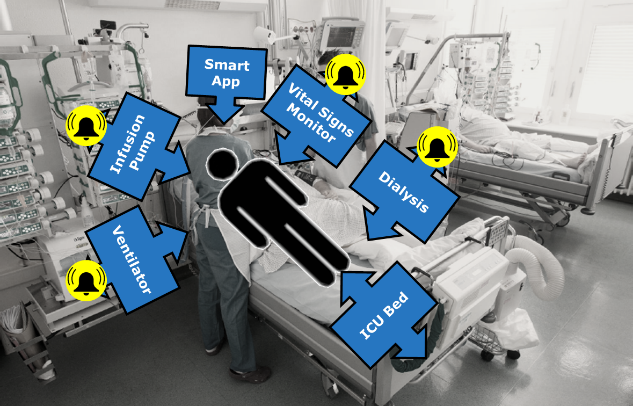 Smart
App
Vital Signs
Monitor
Infusion
Pump
Dialysis
Ventilator
ICU Bed